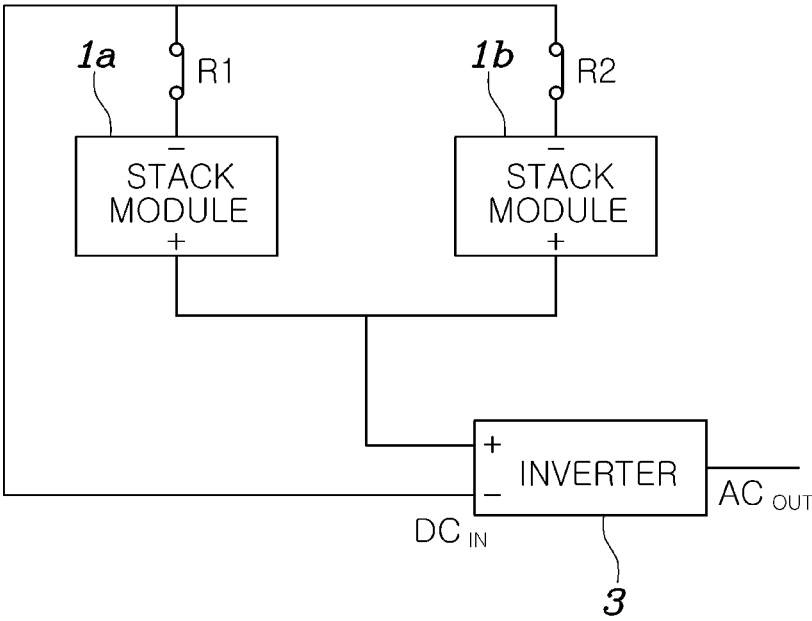 1a
R1
1b
R2
−
STACK
MODULE
+
−
STACK
MODULE
+
+
INVERTER
−
DC IN
AC OUT
3